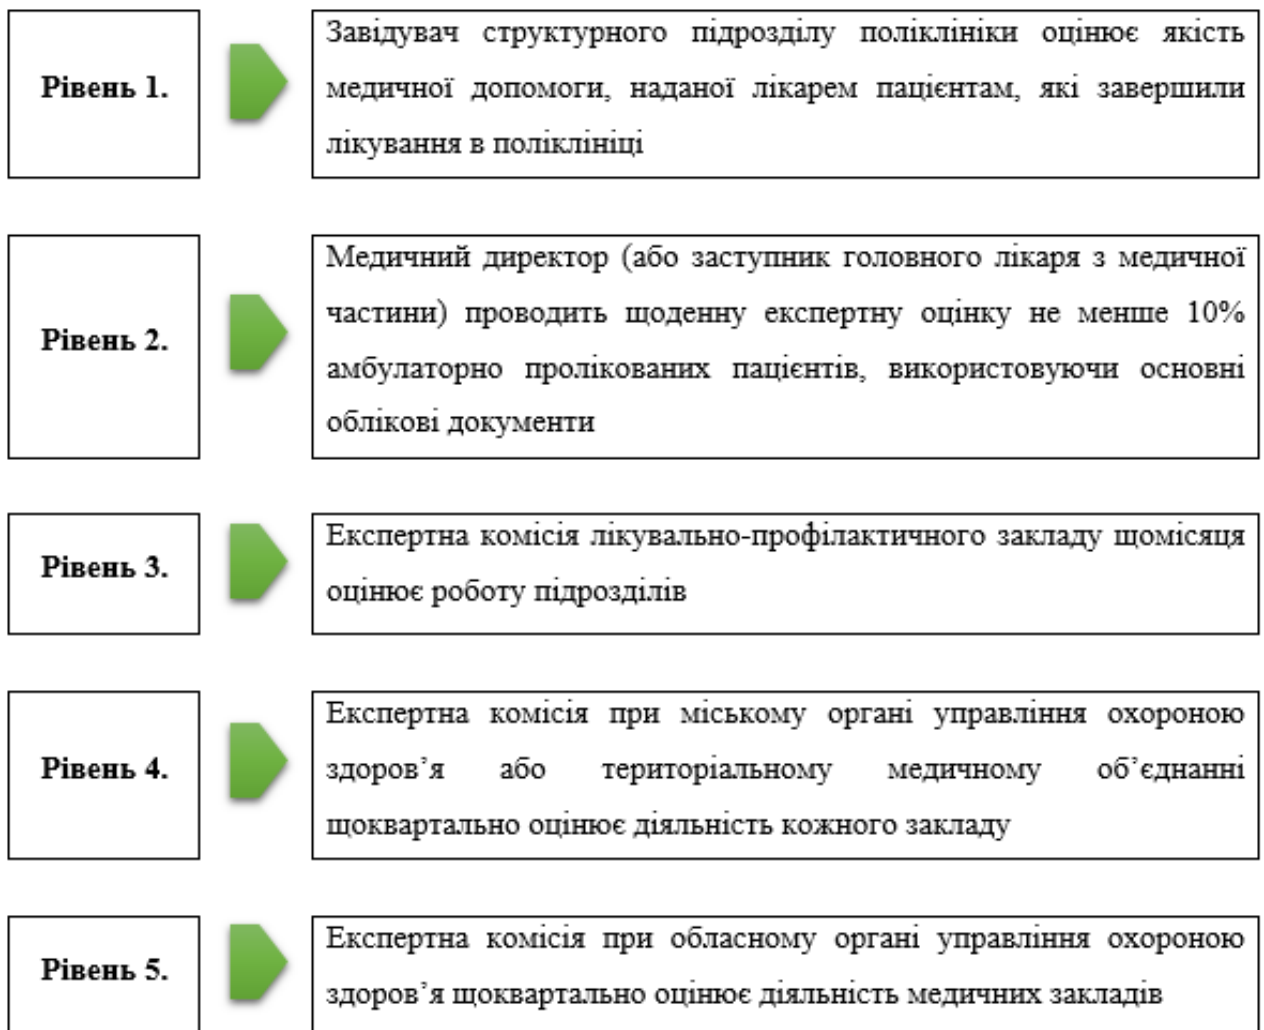 Рівень 1.
Завідувач структурного підрозділу поліклініки оцінює якість
медичної допомоги, наданої лікарем пацієнтам, які завершили
лікування в поліклініці
Рівень 2.
Медичний директор (або заступник головного лікаря з медичної
частини) проводить щоденну експертну оцінку не менше 10%
амбулаторно пролікованих пацієнтів, використовуючи основні
облікові документи
Рівень 3.
Експертна комісія лікувально-профілактичного закладу щомісяця
оцінює роботу підрозділів
Рівень 4.
Експертна комісія при міському органі управління охороною
здоров’я або територіальному медичному об’єднанні
щоквартально оцінює діяльність кожного закладу
Рівень 5.
Експертна комісія при обласному органі управління охороною
здоров’я щоквартально оцінює діяльність медичних закладів